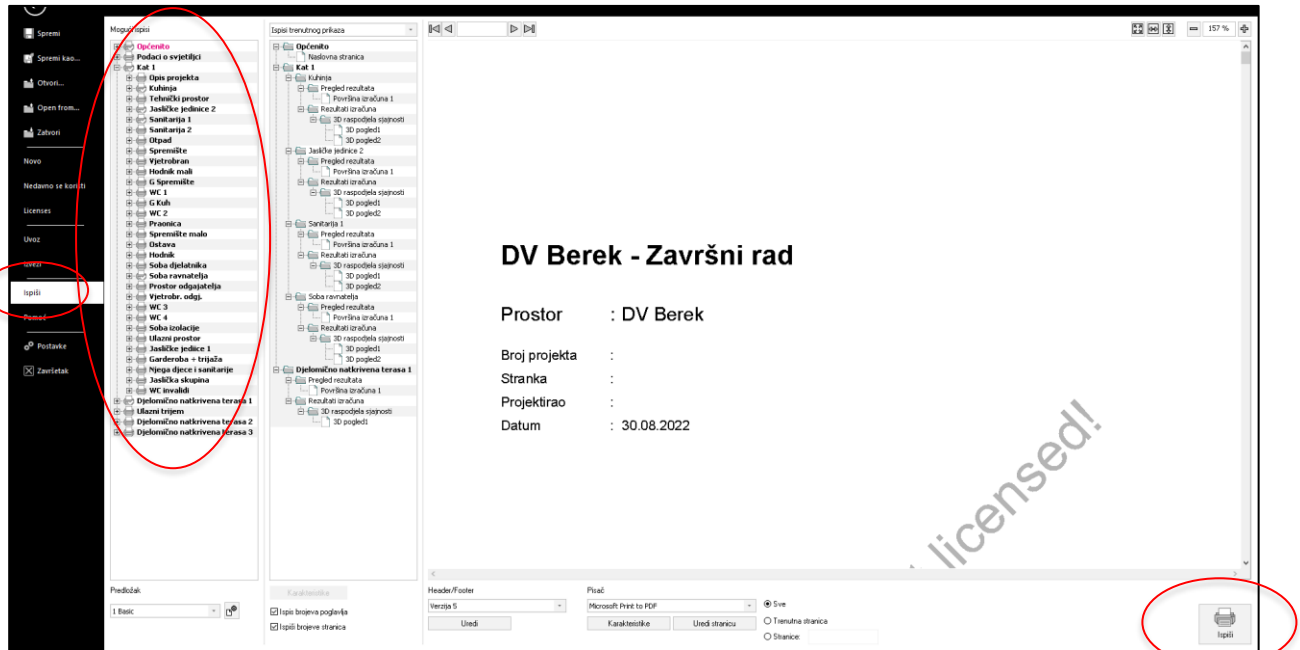 Spremi
Spremi kao...
Otvori...
Open from...
Zatvori
Novo
Nedavno se koristi
Licenses
Uvoz
Izvezi
Ispiši
Pomoć
Postavke
Završetak
Mogući ispisi
Općenito
Podaci o svjetiljci
Kat 1
Opis projekta
Kuhinja
Tehnički prostor
Jasličke jedinice 2
Sanitarija 1
Sanitarija 2
Otpad
Spremište
Vjetrobran
Hodnik mali
G Spremište
WC 1
G Kuh
WC 2
Praonica
Spremište malo
Ostava
Hodnik
Soba djelatnika
Soba ravnatelja
Prostor odgajatelja
Vjetrobr. odgj.
WC 3
WC 4
Soba izolacije
Ulazni prostor
Jasličke jediice 1
Garderoba + trijaža
Njega djece i sanitarije
Jaslička skupina
WC invalidi
Djelomično natkrivena terasa 1
Ulazni trijem
Djelomično natkrivena terasa 2
Djelomično natkrivena terasa 3
Predložak
1 Basic
Ispisi trenutnog prikaza
Općenito
Naslovna stranica
Kat 1
Kuhinja
Pregled rezultata
Površina izračuna 1
Rezultati izračuna
3D raspodjela sjajnosti
3D pogled1
3D pogled2
Jasličke jedinice 2
Pregled rezultata
Površina izračuna 1
Rezultati izračuna
3D raspodjela sjajnosti
3D pogled1
3D pogled2
Sanitarija 1
Pregled rezultata
Površina izračuna 1
Rezultati izračuna
3D raspodjela sjajnosti
3D pogled1
3D pogled2
Soba ravnatelja
Pregled rezultata
Površina izračuna 1
Rezultati izračuna
3D raspodjela sjajnosti
3D pogled1
3D pogled2
Djelomično natkrivena terasa 1
Pregled rezultata
Površina izračuna 1
Rezultati izračuna
3D raspodjela sjajnosti
3D pogled1
Karakteristike
Ispis brojeva poglavlja
Ispiši brojeve stranica
157 %
DV Berek - Završni rad
Prostor : DV Berek
Broj projekta :
Stranka :
Projektirao :
Datum : 30.08.2022
licensed!
Header/Footer
Verzija 5
Uredi
Pisač
Microsoft Print to PDF
Karakteristike Uredi stranicu
Sve
Trenutna stranica
Stranice:
Ispiši